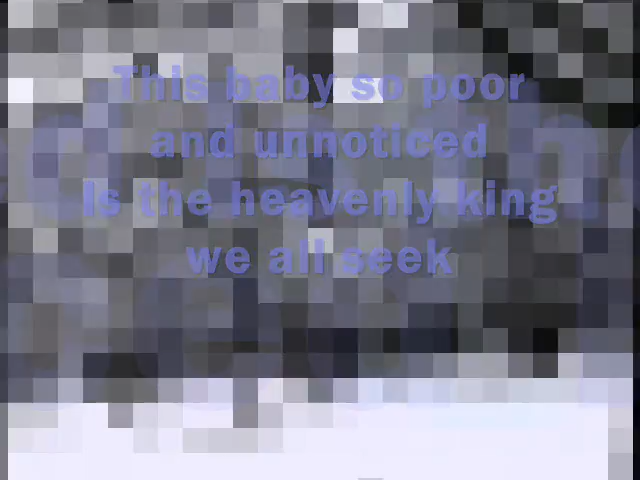 This baby so poor
and unnoticed
Is the heavenly king
we all seek